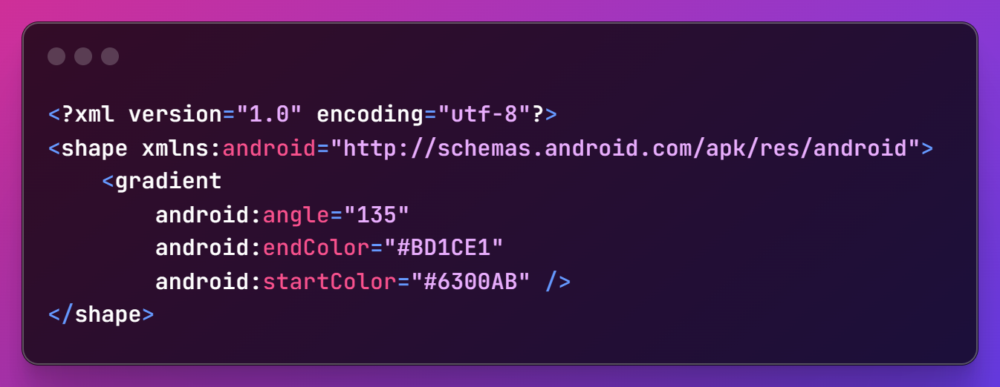 <?xml version="1.0" encoding="utf-8"?>
<shape xmlns:android="http://schemas.android.com/apk/res/android">
    <gradient
        android:angle="135"
        android:endColor="#BD1CE1"
        android:startColor="#6300AB" />
</shape>